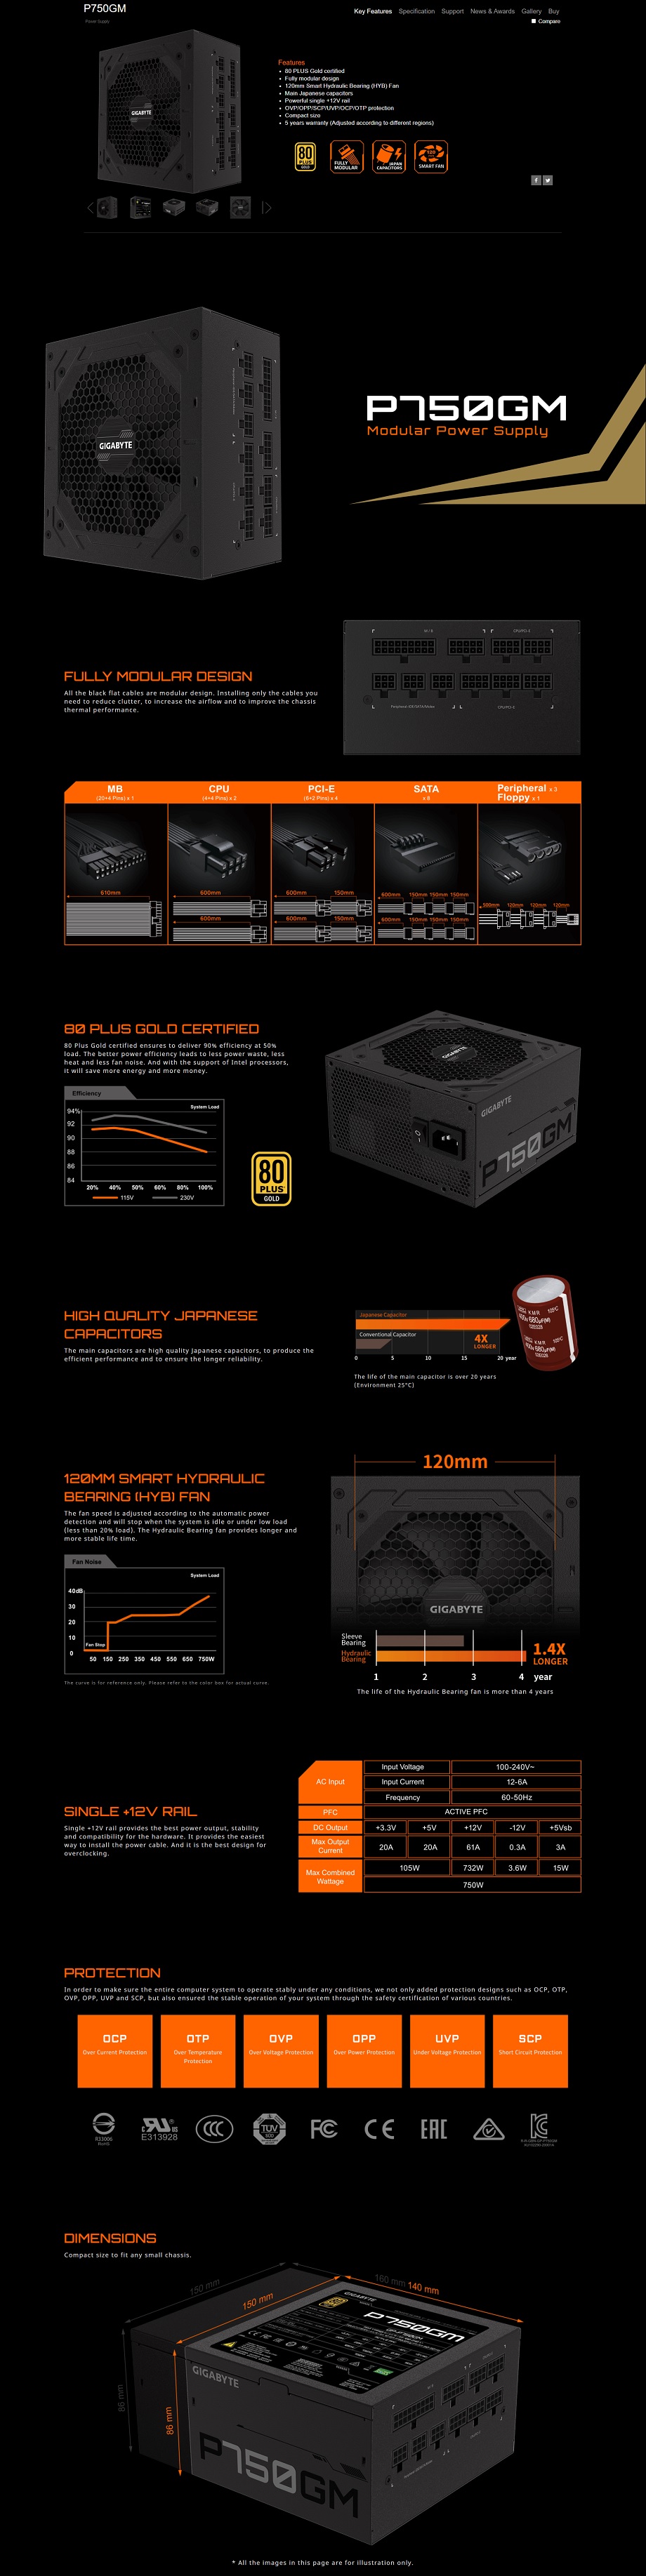 P750GM
Power Supply
Key Features Specification Support News & Awards Gallery Buy
Compare
GIGABYTE
Features
80 PLUS Gold certified
Fully modular design
120mm Smart Hydraulic Bearing (HYB) Fan
Main Japanese capacitors
Powerful single +12V rail
OVP/OPP/SCP/UVP/OCP/OTP protection
Compact size
5 years warranty (Adjusted according to different regions)
80 PLUS GOLD
FULLY MODULAR
JAPAN CAPACITORS
SMART FAN
GIGABYTE
P750GM
Modular Power Supply
M / B CPU/PCI-E
Peripheral-IDE/SATA/Molex CPU/PCI-E
FULLY MODULAR DESIGN
All the black flat cables are modular design. Installing only the cables you
need to reduce clutter, to increase the airflow and to improve the chassis
thermal performance.
MB
(20+4 Pins) x 1
CPU
(4+4 Pins) x 2
PCI-E
(6+2 Pins) x 4
SATA
x 8
Peripheral x 3
Floppy x 1
610mm
600mm
600mm
600mm 150mm
600mm 150mm
600mm 150mm 150mm 150mm
600mm 150mm 150mm 150mm
500mm 120mm 120mm 120mm
80 PLUS GOLD CERTIFIED
80 Plus Gold certified ensures to deliver 90% efficiency at 50%
load. The better power efficiency leads to less power waste, less
heat and less fan noise. And with the support of Intel processors,
it will save more energy and more money.
Efficiency
System Load
94%
92
90
88
86
84
20% 40% 50% 60% 80% 100%
115V 230V
80 PLUS GOLD
GIGABYTE
GIGABYTE
P750GM
HIGH QUALITY JAPANESE
CAPACITORS
The main capacitors are high quality Japanese capacitors, to produce the
efficient performance and to ensure the longer reliability.
Japanese Capacitor
Conventional Capacitor
4X
LONGER
0 5 10 15 20 year
The life of the main capacitor is over 20 years
(Environment 25°C)
120MM SMART HYDRAULIC
BEARING (HYB) FAN
The fan speed is adjusted according to the automatic power
detection and will stop when the system is idle or under low load
(less than 20% load). The Hydraulic Bearing fan provides longer and
more stable life time.
Fan Noise
System Load
40dB
30
20
10
0
Fan Stop
50 150 250 350 450 550 650 750W
The curve is for reference only. Please refer to the color box for actual curve.
120mm
GIGABYTE
Sleeve
Bearing
Hydraulic
Bearing
1.4X
LONGER
1 2 3 4 year
The life of the Hydraulic Bearing fan is more than 4 years
SINGLE +12V RAIL
Single +12V rail provides the best power output, stability
and compatibility for the hardware. It provides the easiest
way to install the power cable. And it is the best design for
overclocking.
AC Input
Input Voltage 100-240V~
Input Current 12-6A
Frequency 60-50Hz
PFC ACTIVE PFC
DC Output +3.3V +5V +12V -12V +5Vsb
Max Output Current 20A 20A 61A 0.3A 3A
Max Combined Wattage 105W 732W 3.6W 15W
750W
PROTECTION
In order to make sure the entire computer system to operate stably under any conditions, we not only added protection designs such as OCP, OTP,
OVP, OPP, UVP and SCP, but also ensured the stable operation of your system through the safety certification of various countries.
OCP
Over Current Protection
OTP
Over Temperature
Protection
OVP
Over Voltage Protection
OPP
Over Power Protection
UVP
Under Voltage Protection
SCP
Short Circuit Protection
R33006
RoHS
E313928
CCC
TUV
FC
CE
EAC
DIMENSIONS
Compact size to fit any small chassis.
150 mm
160 mm 140 mm
150 mm
86 mm
86 mm
GIGABYTE
P750GM
GIGABYTE
P750GM
* All the images in this page are for illustration only.